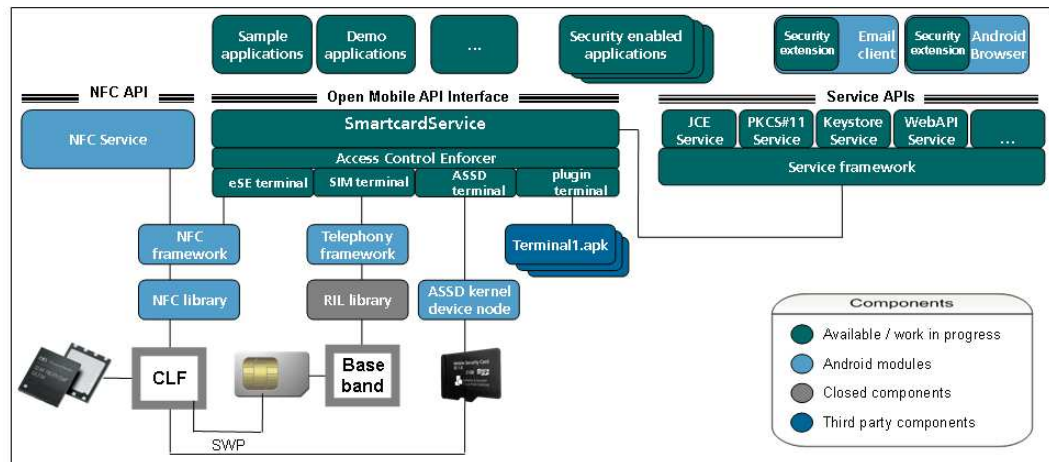 Sample
applications
Demo
applications
...
Security enabled
applications
Security
extension
Email
client
Security
extension
Android
Browser
NFC API
Open Mobile API Interface
Service APIs
NFC Service
SmartcardService
JCE
Service
PKCS#11
Service
Keystore
Service
WebAPI
Service
...
Access Control Enforcer
Service framework
eSE terminal
SIM terminal
ASSD
terminal
plugin
terminal
NFC
framework
Telephony
framework
Terminal1.apk
NFC library
RIL library
ASSD kernel
device node
CLF
Base
band
SWP
Components
Available / work in progress
Android modules
Closed components
Third party components